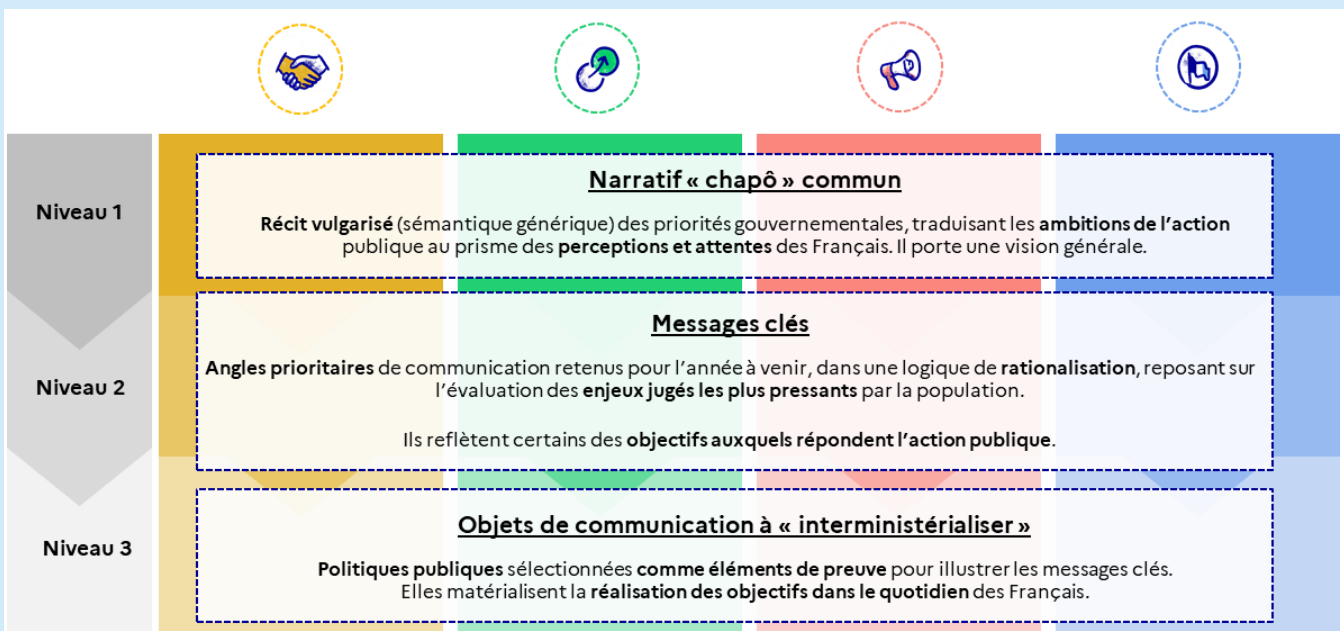 Niveau 1
Narratif « chapô » commun
Récit vulgarisé (sémantique générique) des priorités gouvernementales, traduisant les ambitions de l’action
publique au prisme des perceptions et attentes des Français. Il porte une vision générale.
Niveau 2
Messages clés
Angles prioritaires de communication retenus pour l’année à venir, dans une logique de rationalisation, reposant sur
l’évaluation des enjeux jugés les plus pressants par la population.
Ils reflètent certains des objectifs auxquels répondent l’action publique.
Niveau 3
Objets de communication à « interministérialiser »
Politiques publiques sélectionnées comme éléments de preuve pour illustrer les messages clés.
Elles matérialisent la réalisation des objectifs dans le quotidien des Français.